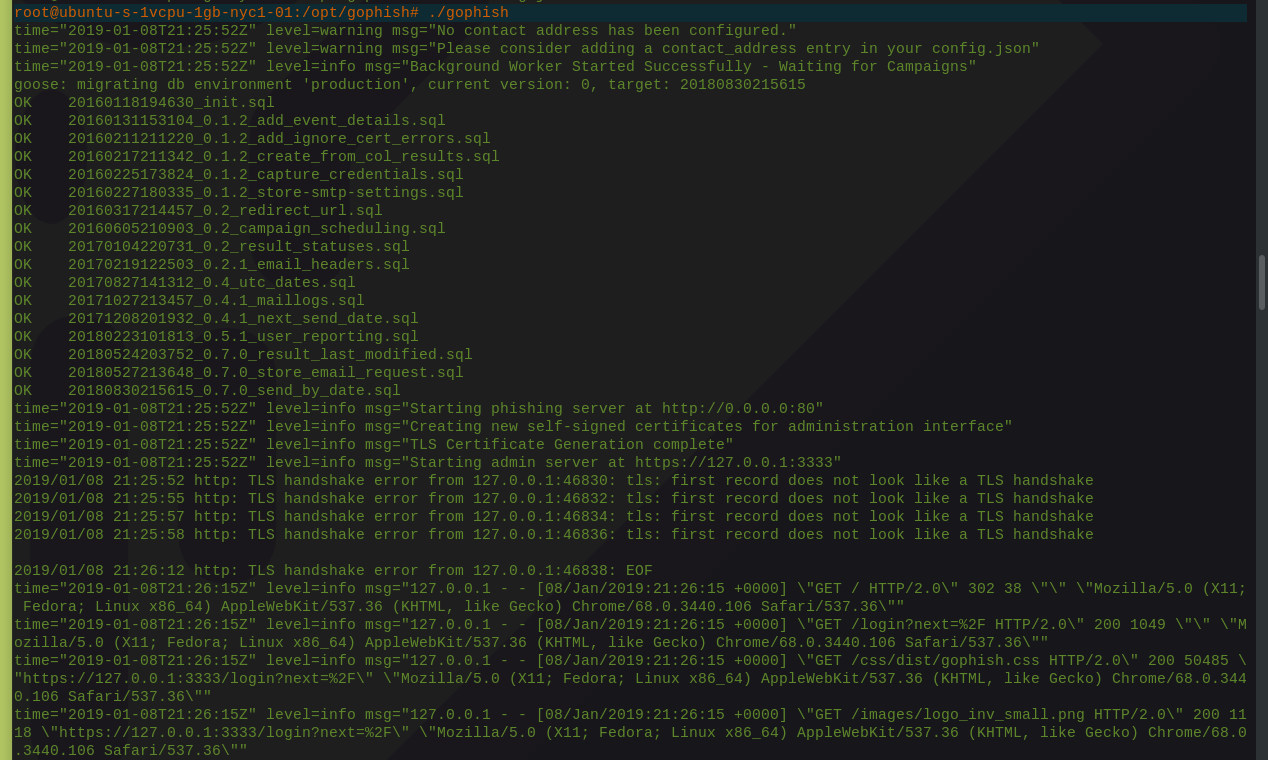 root@ubuntu-s-1vcpu-1gb-nyc1-01:/opt/gophish# ./gophish
time="2019-01-08T21:25:52Z" level=warning msg="No contact address has been configured."
time="2019-01-08T21:25:52Z" level=warning msg="Please consider adding a contact_address entry in your config.json"
time="2019-01-08T21:25:52Z" level=info msg="Background Worker Started Successfully - Waiting for Campaigns"
goose: migrating db environment 'production', current version: 0, target: 20180830215615
OK    20160118194630_init.sql
OK    20160131153104_0.1.2_add_event_details.sql
OK    20160211211220_0.1.2_add_ignore_cert_errors.sql
OK    20160217211342_0.1.2_create_from_col_results.sql
OK    20160225173824_0.1.2_capture_credentials.sql
OK    20160227180335_0.1.2_store-smtp-settings.sql
OK    20160317214457_0.2_redirect_url.sql
OK    20160605210903_0.2_campaign_scheduling.sql
OK    20170104220731_0.2_result_statuses.sql
OK    20170219122503_0.2.1_email_headers.sql
OK    20170827141312_0.4_utc_dates.sql
OK    20171027213457_0.4.1_maillogs.sql
OK    20171208201932_0.4.1_next_send_date.sql
OK    20180223101813_0.5.1_user_reporting.sql
OK    20180524203752_0.7.0_result_last_modified.sql
OK    20180527213648_0.7.0_store_email_request.sql
OK    20180830215615_0.7.0_send_by_date.sql
time="2019-01-08T21:25:52Z" level=info msg="Starting phishing server at http://0.0.0.0:80"
time="2019-01-08T21:25:52Z" level=info msg="Creating new self-signed certificates for administration interface"
time="2019-01-08T21:25:52Z" level=info msg="TLS Certificate Generation complete"
time="2019-01-08T21:25:52Z" level=info msg="Starting admin server at https://127.0.0.1:3333"
2019/01/08 21:25:52 http: TLS handshake error from 127.0.0.1:46830: tls: first record does not look like a TLS handshake
2019/01/08 21:25:55 http: TLS handshake error from 127.0.0.1:46832: tls: first record does not look like a TLS handshake
2019/01/08 21:25:57 http: TLS handshake error from 127.0.0.1:46834: tls: first record does not look like a TLS handshake
2019/01/08 21:25:58 http: TLS handshake error from 127.0.0.1:46836: tls: first record does not look like a TLS handshake
2019/01/08 21:26:12 http: TLS handshake error from 127.0.0.1:46838: EOF
time="2019-01-08T21:26:15Z" level=info msg="127.0.0.1 - - [08/Jan/2019:21:26:15 +0000] \"GET / HTTP/2.0\" 302 38 \"\" \"Mozilla/5.0 (X11;
 Fedora; Linux x86_64) AppleWebKit/537.36 (KHTML, like Gecko) Chrome/68.0.3440.106 Safari/537.36\""
time="2019-01-08T21:26:15Z" level=info msg="127.0.0.1 - - [08/Jan/2019:21:26:15 +0000] \"GET /login?next=%2F HTTP/2.0\" 200 1049 \"\" \"M
ozilla/5.0 (X11; Fedora; Linux x86_64) AppleWebKit/537.36 (KHTML, like Gecko) Chrome/68.0.3440.106 Safari/537.36\""
time="2019-01-08T21:26:15Z" level=info msg="127.0.0.1 - - [08/Jan/2019:21:26:15 +0000] \"GET /css/dist/gophish.css HTTP/2.0\" 200 50485 \
"https://127.0.0.1:3333/login?next=%2F\" \"Mozilla/5.0 (X11; Fedora; Linux x86_64) AppleWebKit/537.36 (KHTML, like Gecko) Chrome/68.0.344
0.106 Safari/537.36\""
time="2019-01-08T21:26:15Z" level=info msg="127.0.0.1 - - [08/Jan/2019:21:26:15 +0000] \"GET /images/logo_inv_small.png HTTP/2.0\" 200 11
18 \"https://127.0.0.1:3333/login?next=%2F\" \"Mozilla/5.0 (X11; Fedora; Linux x86_64) AppleWebKit/537.36 (KHTML, like Gecko) Chrome/68.0
.3440.106 Safari/537.36\""